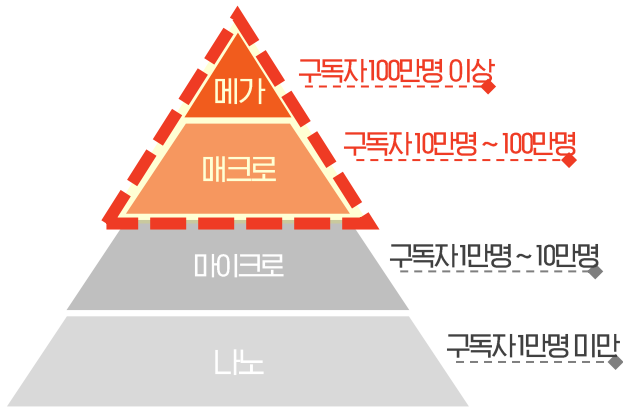 메가
구독자100만명 이상
매크로
구독자 10만명 ~ 100만명
마이크로
구독자1만명 ~ 10만명
나노
구독자1만명 미만